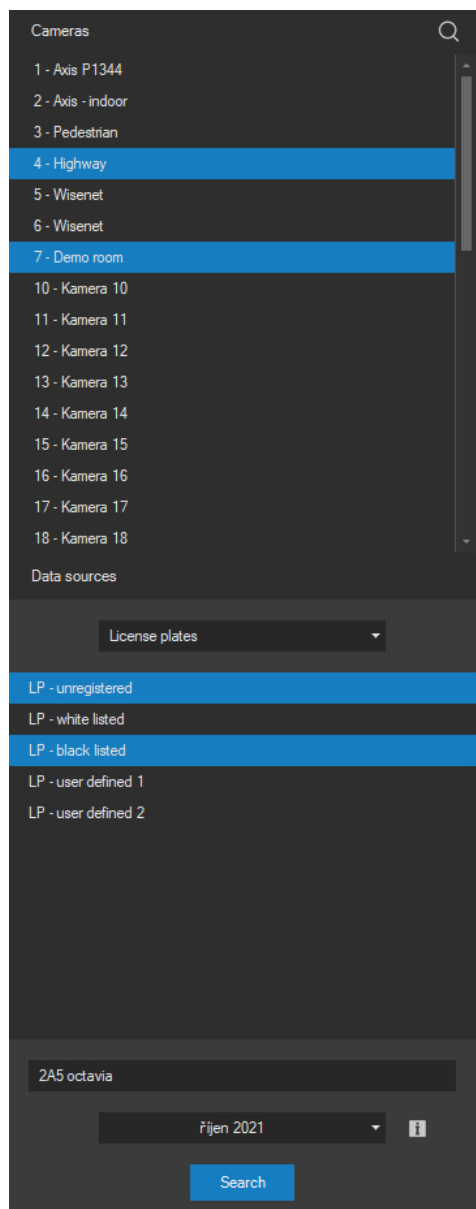 Cameras
1 - Axis P1344
2 - Axis - indoor
3 - Pedestrian
4 - Highway
5 - Wisenet
6 - Wisenet
7 - Demo room
10 - Kamera 10
11 - Kamera 11
12 - Kamera 12
13 - Kamera 13
14 - Kamera 14
15 - Kamera 15
16 - Kamera 16
17 - Kamera 17
18 - Kamera 18
Data sources
License plates
LP - unregistered
LP - white listed
LP - black listed
LP - user defined 1
LP - user defined 2
2A5 octavia
říjen 2021
Search